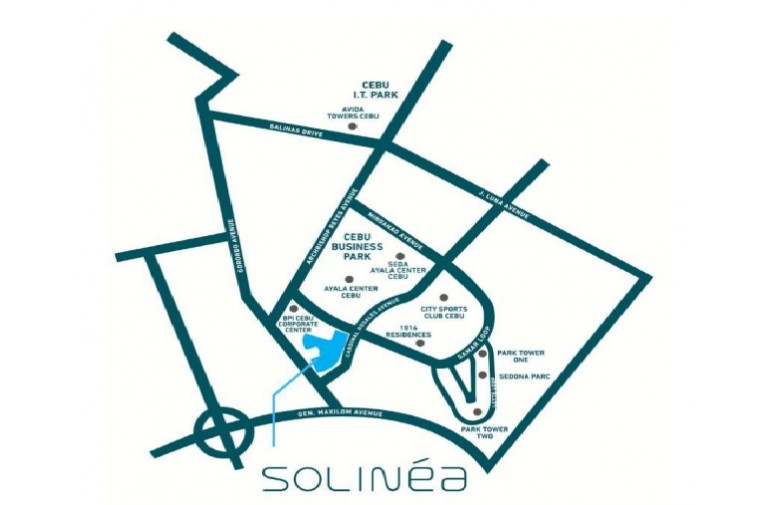 CEBU
I.T. PARK
AVIDA
TOWERS CEBU
SALINAS DRIVE
J. LUNA AVENUE
ARCHBISHOP REYES AVENUE
MINDANAO AVENUE
GORORDO AVENUE
CEBU
BUSINESS
PARK
SEDA
AYALA CENTER
CEBU
AYALA CENTER
CEBU
CITY SPORTS
CLUB CEBU
BPI CEBU
CORPORATE
CENTER
CARDINAL ROSALES AVENUE
1016
RESIDENCES
SAMAR LOOP
PARK TOWER
ONE
SEDONA PARC
PARK TOWER
TWO
GEN. MAXILOM AVENUE
SOLINéA